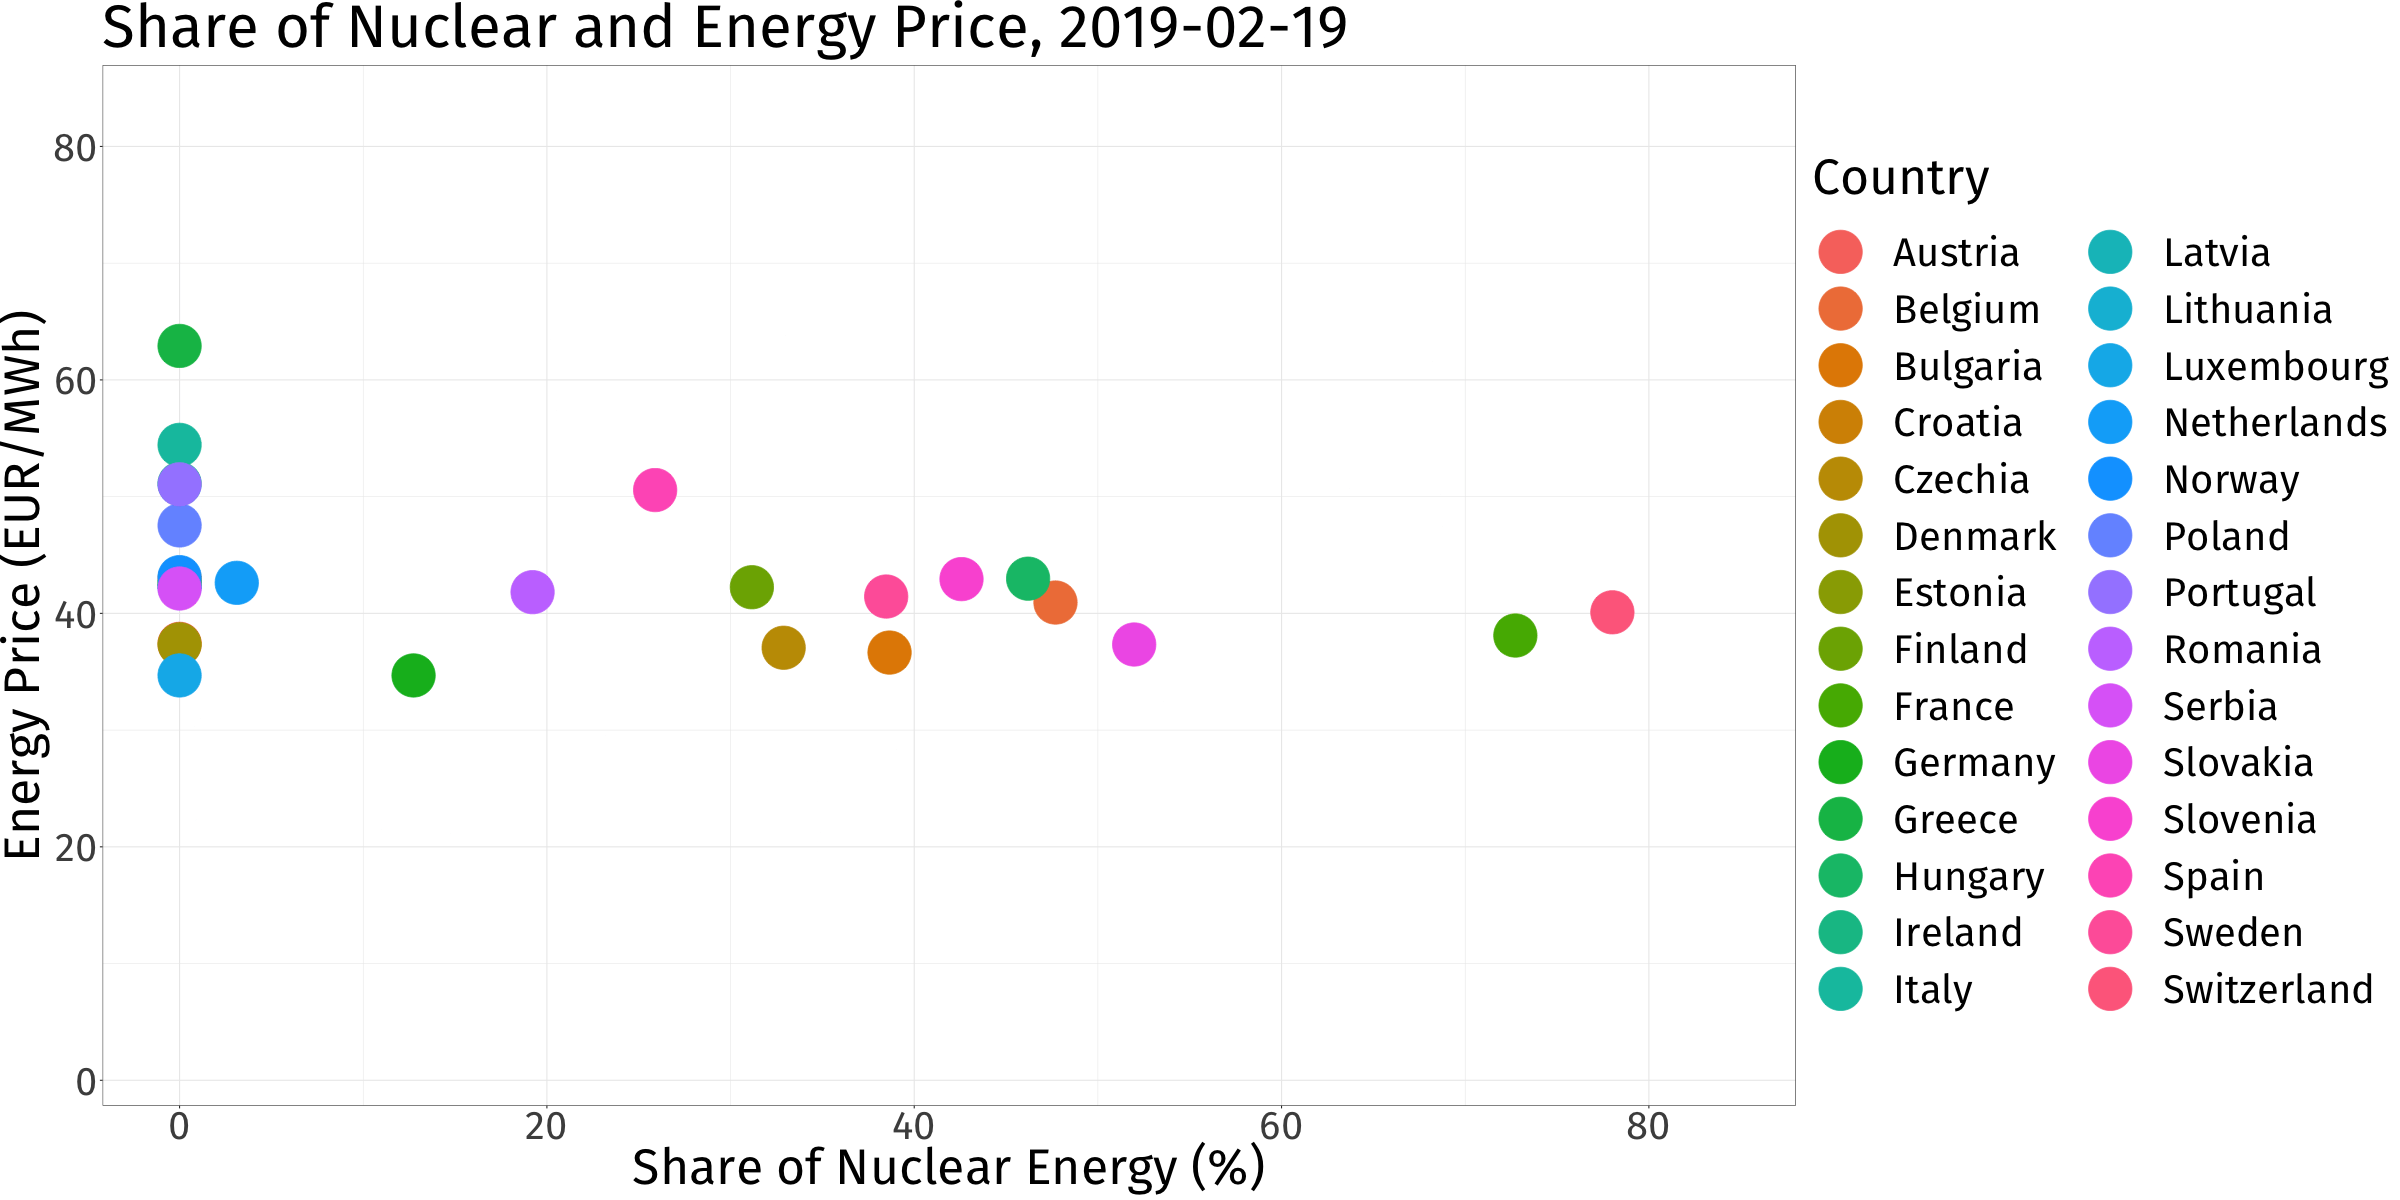 Share of Nuclear and Energy Price, 2019-02-19
Energy Price (EUR/MWh)
80
60
40
20
0
0
20
40
60
80
Share of Nuclear Energy (%)
Country
Austria
Belgium
Bulgaria
Croatia
Czechia
Denmark
Estonia
Finland
France
Germany
Greece
Hungary
Ireland
Italy
Latvia
Lithuania
Luxembourg
Netherlands
Norway
Poland
Portugal
Romania
Serbia
Slovakia
Slovenia
Spain
Sweden
Switzerland